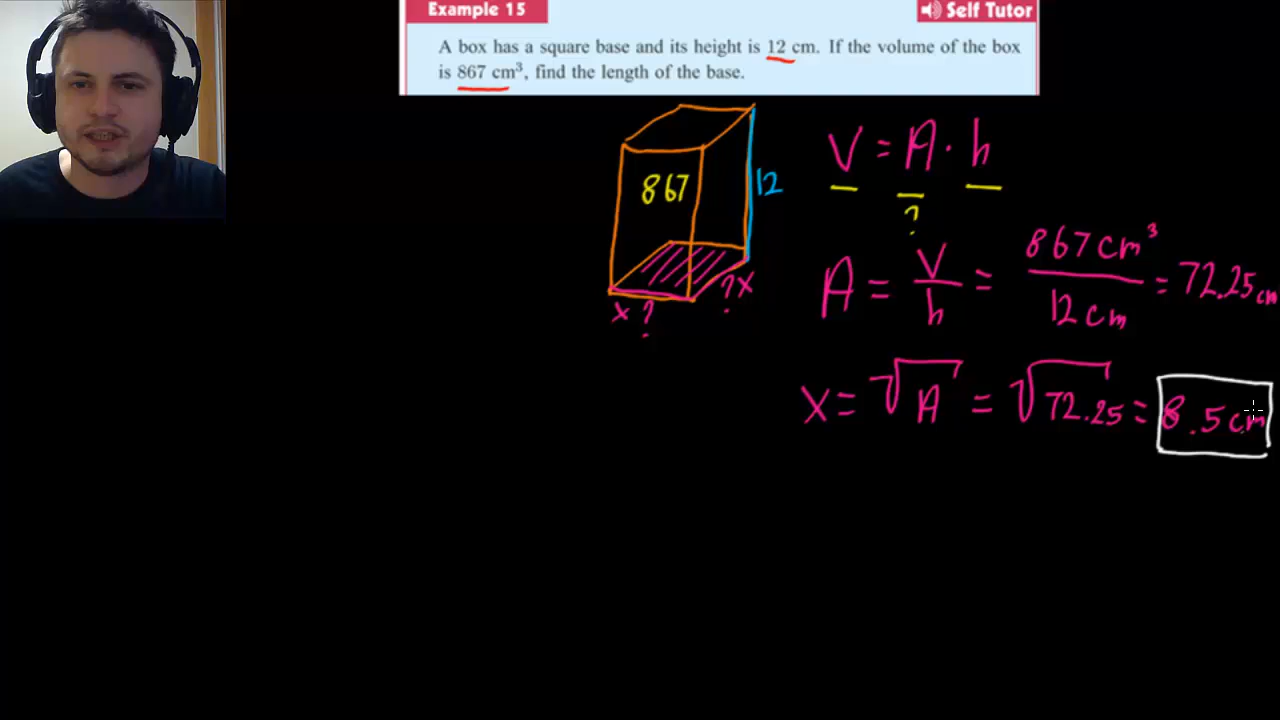 Example 15
Self Tutor
A box has a square base and its height is 12 cm. If the volume of the box
is 867 cm³, find the length of the base.
867
12
x ?
? x
V = A · h
?
A = V/h = 867 cm³/12 cm = 72.25 cm
x = √A = √72.25 = 8.5 cm